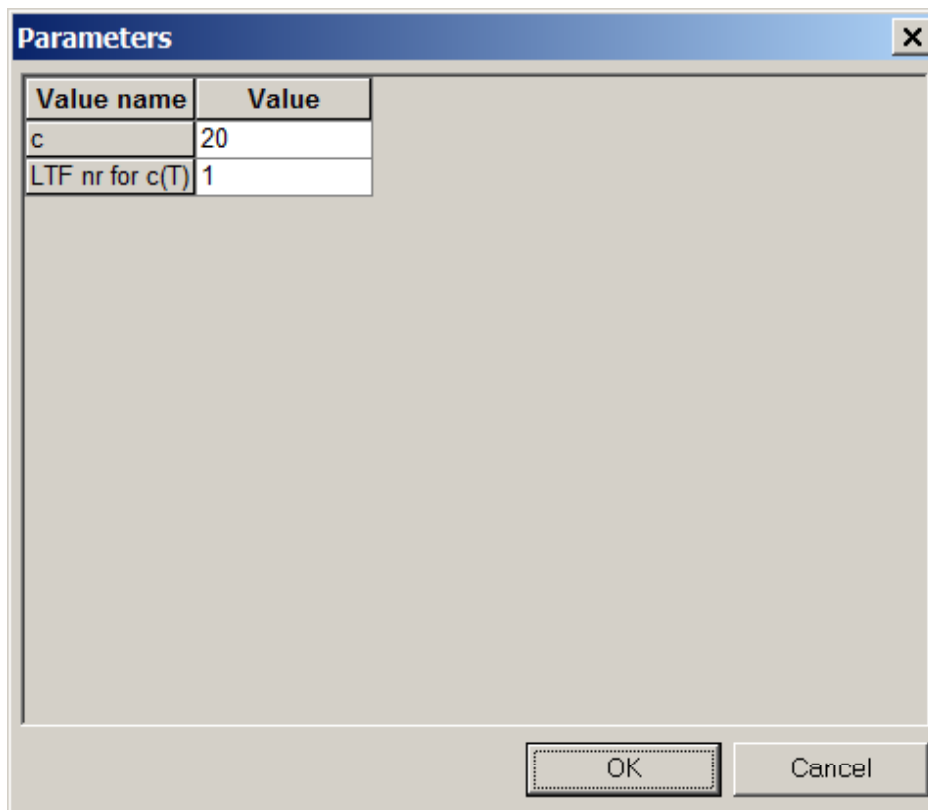 Parameters
Value name Value
c 20
LTF nr for c(T) 1
OK Cancel